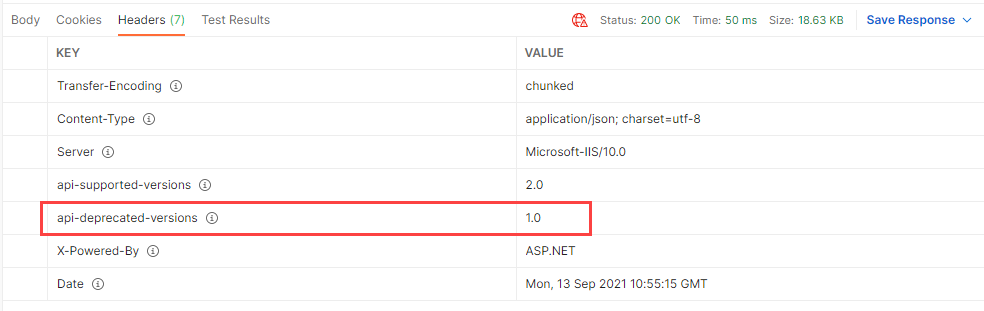 Body Cookies Headers (7) Test Results Status: 200 OK Time: 50 ms Size: 18.63 KB Save Response
KEY VALUE
Transfer-Encoding chunked
Content-Type application/json; charset=utf-8
Server Microsoft-IIS/10.0
api-supported-versions 2.0
api-deprecated-versions 1.0
X-Powered-By ASP.NET
Date Mon, 13 Sep 2021 10:55:15 GMT